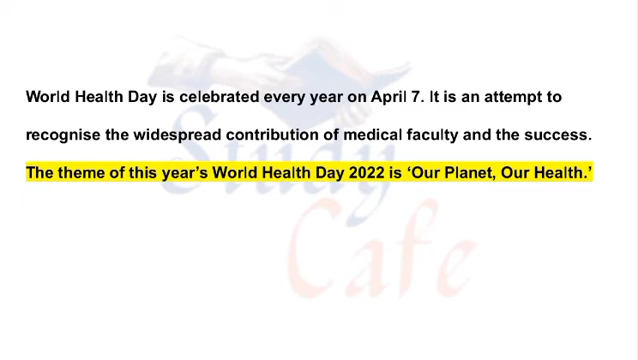 World Health Day is celebrated every year on April 7. It is an attempt to
recognise the widespread contribution of medical faculty and the success.
The theme of this year’s World Health Day 2022 is ‘Our Planet, Our Health.’
Study
Cafe